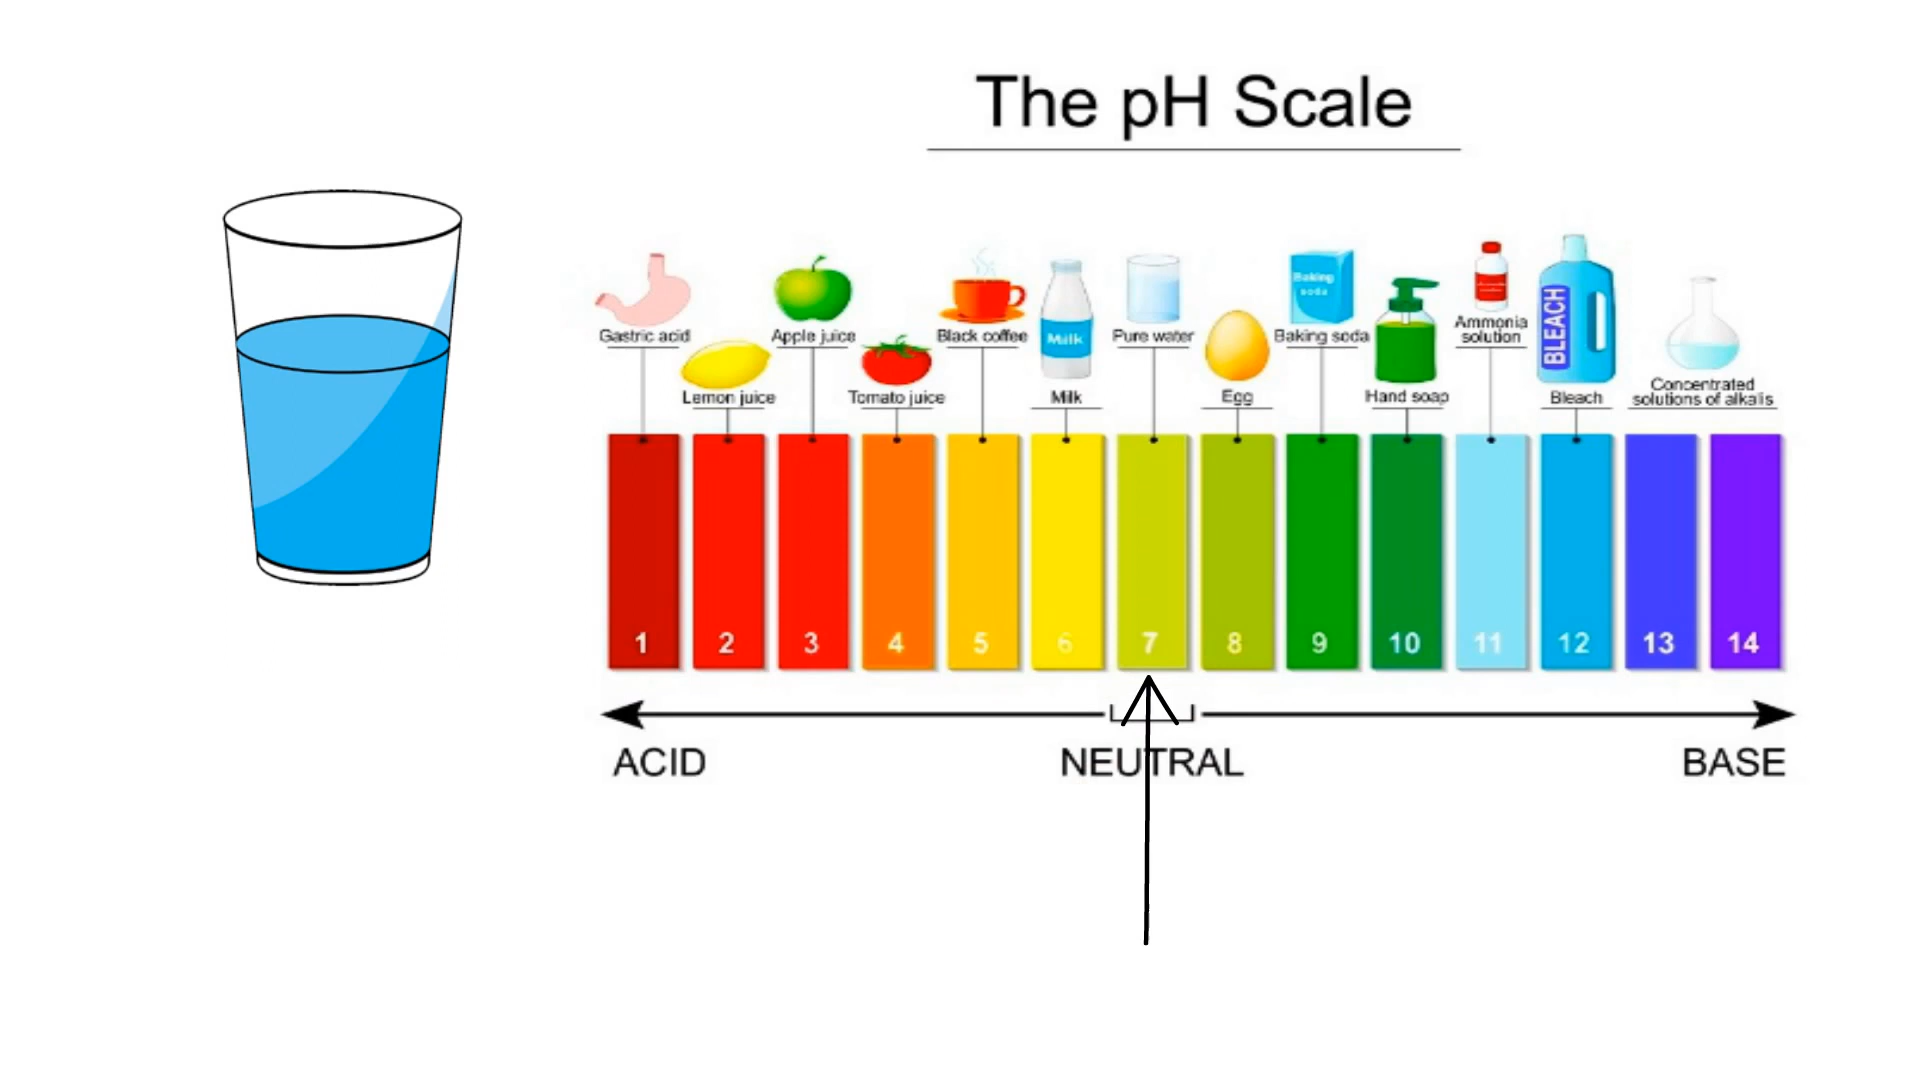 The pH Scale
Gastric acid
Lemon juice
Apple juice
Tomato juice
Black coffee
Milk
Milk
Pure water
Egg
Baking
soda
Baking soda
Hand soap
Ammonia
solution
BLEACH
Bleach
Concentrated
solutions of alkalis
1 2 3 4 5 6 7 8 9 10 11 12 13 14
ACID NEUTRAL BASE